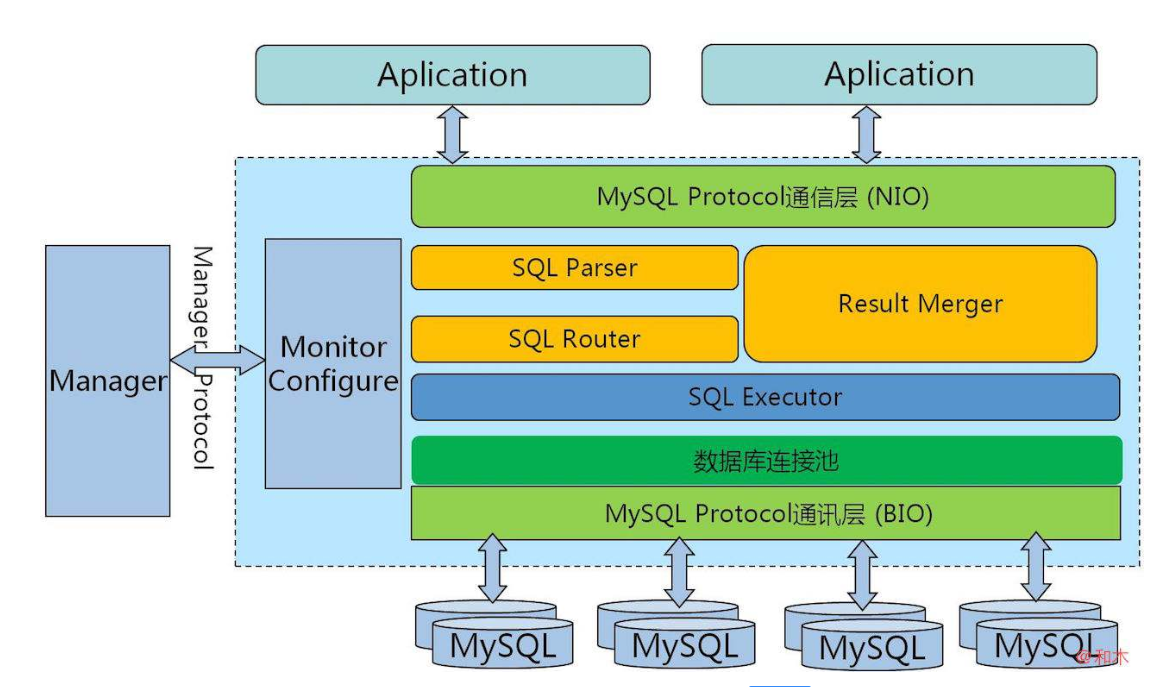 Aplication
Aplication
MySQL Protocol通信层 (NIO)
SQL Parser
Result Merger
SQL Router
Manager
Manager Protocol
Monitor
Configure
SQL Executor
数据库连接池
MySQL Protocol通讯层 (BIO)
MySQL
MySQL
MySQL
MySQL
@和木